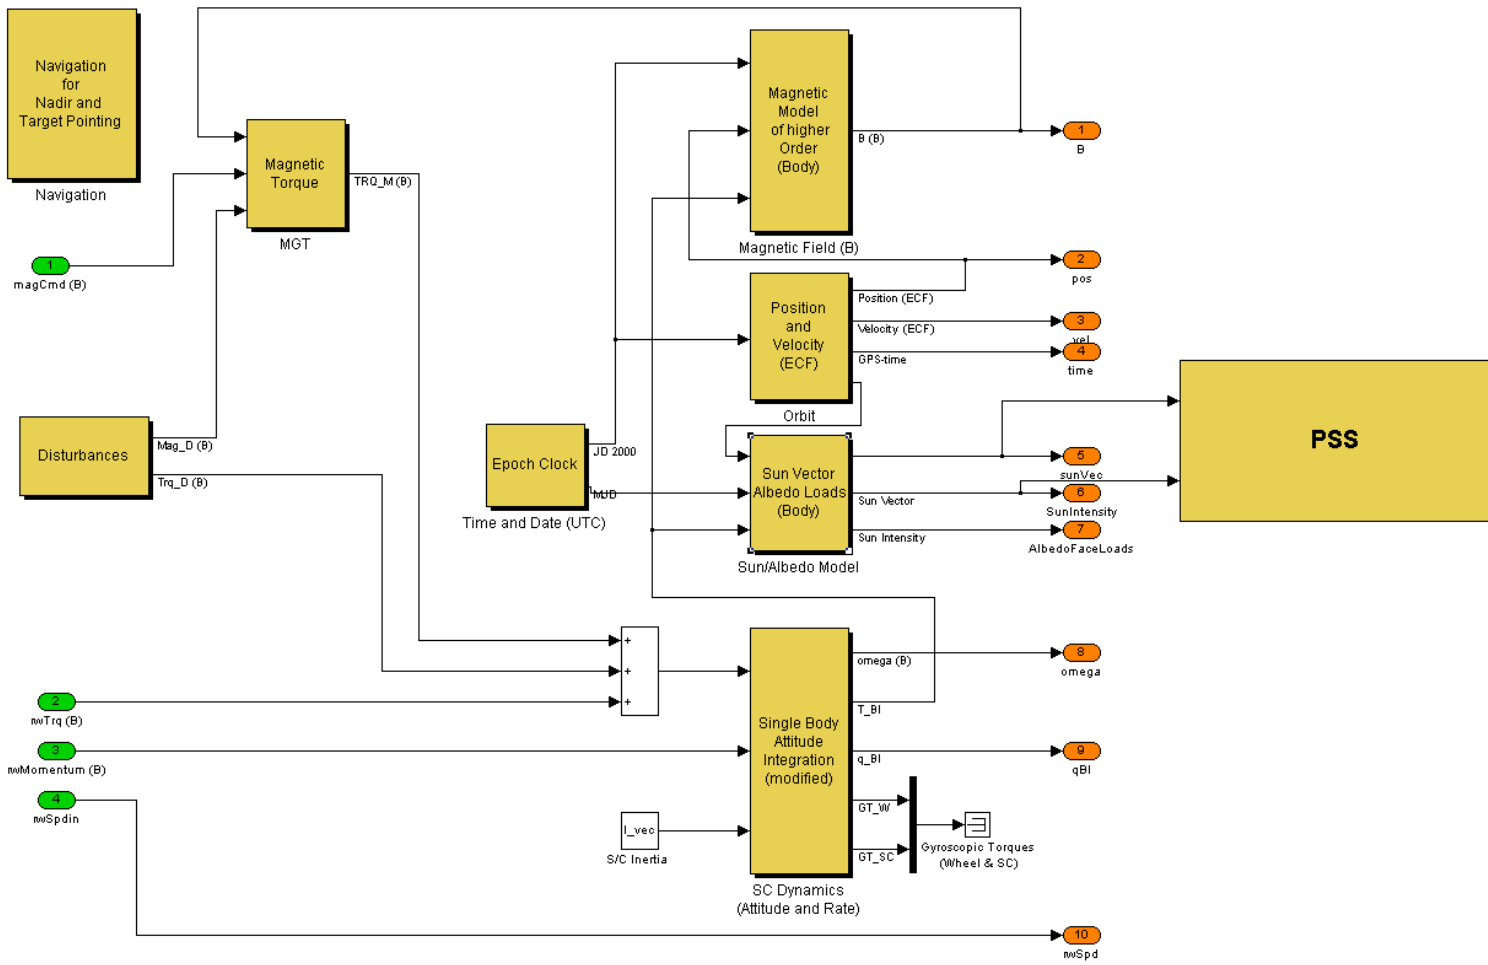 Navigation
for
Nadir and
Target Pointing
Navigation
Magnetic
Torque
MGT
TRQ_M (B)
1
magCmd (B)
Disturbances
Mag_D (B)
Trq_D (B)
Epoch Clock
JD 2000
MJD
Time and Date (UTC)
Magnetic
Model
of higher
Order
(Body)
B (B)
Magnetic Field (B)
1
B
Position
and
Velocity
(ECF)
Position (ECF)
Velocity (ECF)
GPS-time
Orbit
2
pos
3
vel
4
time
Sun Vector
Albedo Loads
(Body)
Sun Vector
Sun Intensity
Sun/Albedo Model
5
sunVec
6
SunIntensity
7
AlbedoFaceLoads
PSS
+
+
+
2
rwTrq (B)
3
rwMomentum (B)
4
rwSpdin
I_vec
S/C Inertia
Single Body
Attitude
Integration
(modified)
omega (B)
T_BI
q_BI
GT_W
GT_SC
SC Dynamics
(Attitude and Rate)
8
omega
9
qBI
Gyroscopic Torques
(Wheel & SC)
10
rwSpd